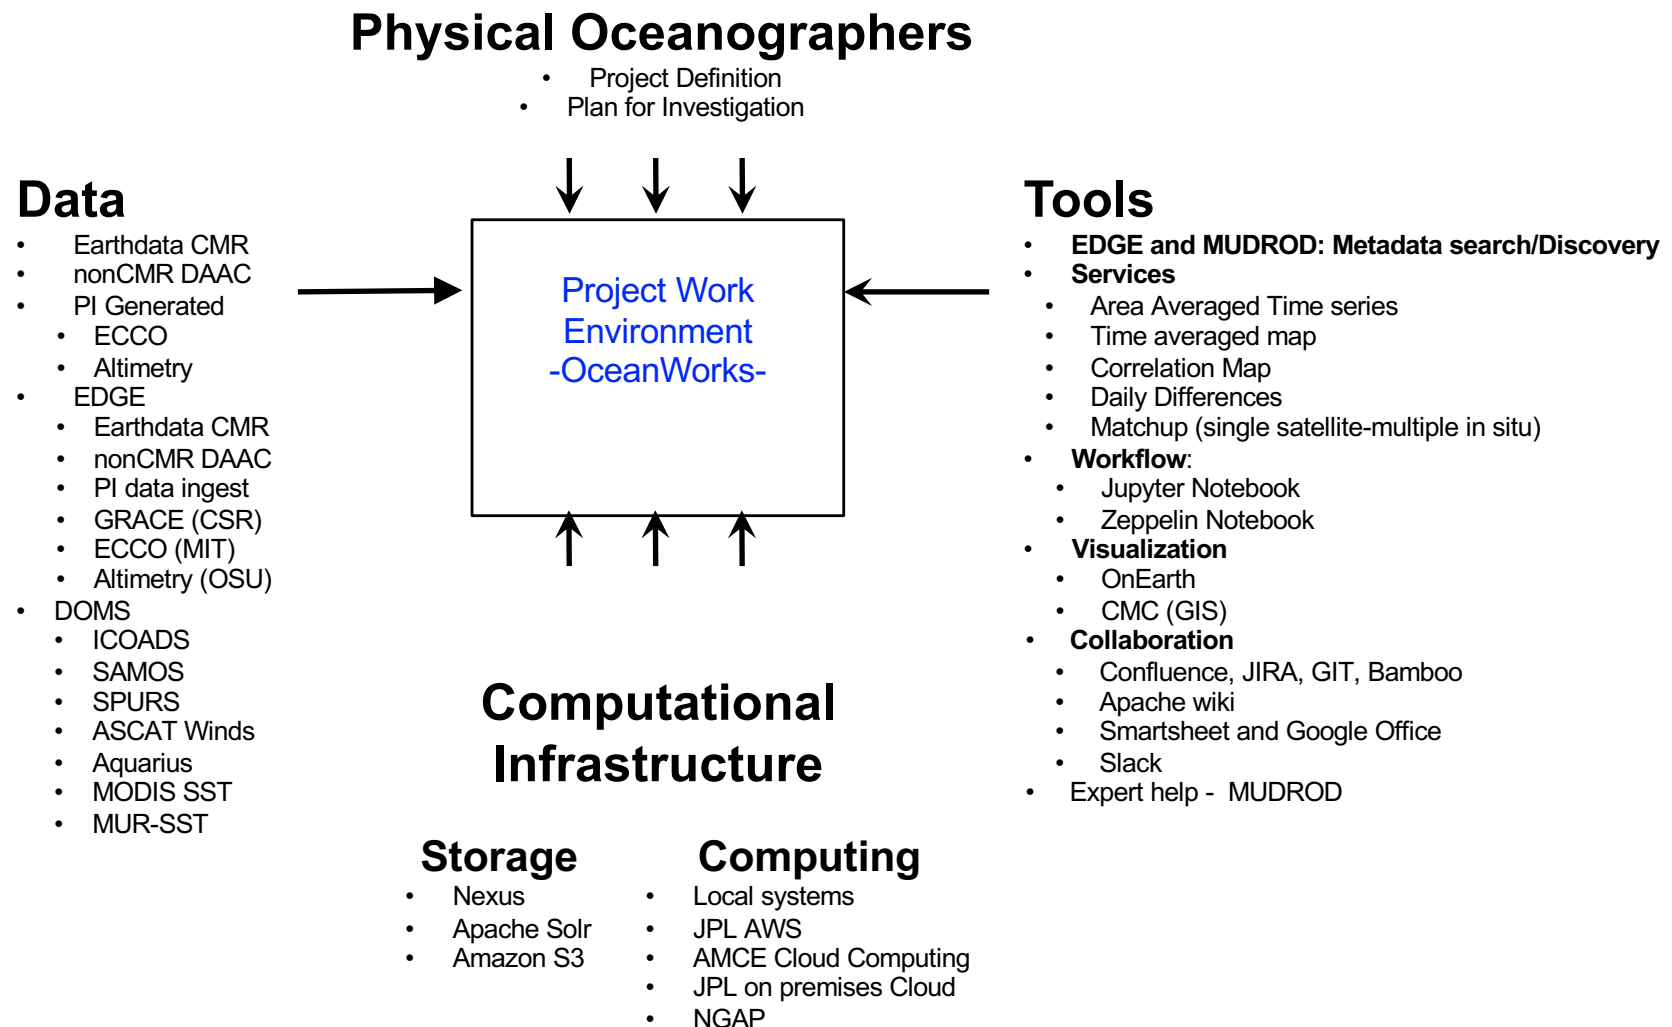 Physical Oceanographers
• Project Definition
• Plan for Investigation
Data
• Earthdata CMR
• nonCMR DAAC
• PI Generated
• ECCO
• Altimetry
• EDGE
• Earthdata CMR
• nonCMR DAAC
• PI data ingest
• GRACE (CSR)
• ECCO (MIT)
• Altimetry (OSU)
• DOMS
• ICOADS
• SAMOS
• SPURS
• ASCAT Winds
• Aquarius
• MODIS SST
• MUR-SST
Project Work
Environment
-OceanWorks-
Tools
• EDGE and MUDROD: Metadata search/Discovery
• Services
• Area Averaged Time series
• Time averaged map
• Correlation Map
• Daily Differences
• Matchup (single satellite-multiple in situ)
• Workflow:
• Jupyter Notebook
• Zeppelin Notebook
• Visualization
• OnEarth
• CMC (GIS)
• Collaboration
• Confluence, JIRA, GIT, Bamboo
• Apache wiki
• Smartsheet and Google Office
• Slack
• Expert help - MUDROD
Computational
Infrastructure
Storage
• Nexus
• Apache Solr
• Amazon S3
Computing
• Local systems
• JPL AWS
• AMCE Cloud Computing
• JPL on premises Cloud
• NGAP